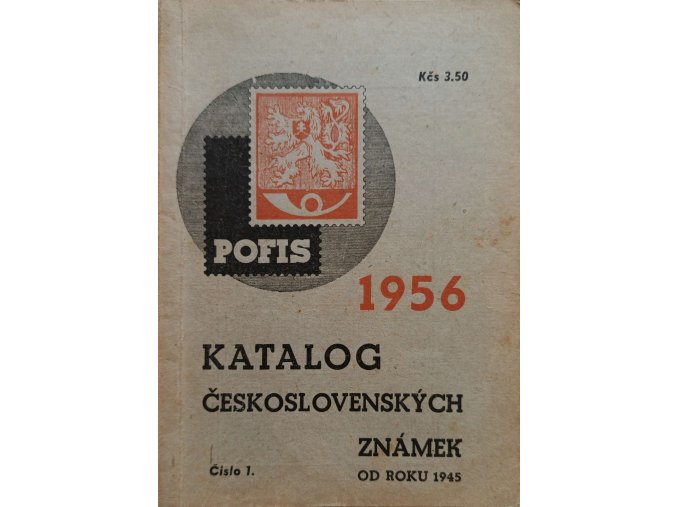 Kčs 3.50
POFIS
1956
KATALOG
ČESKOSLOVENSKÝCH
ZNÁMEK
Číslo 1.
OD ROKU 1945